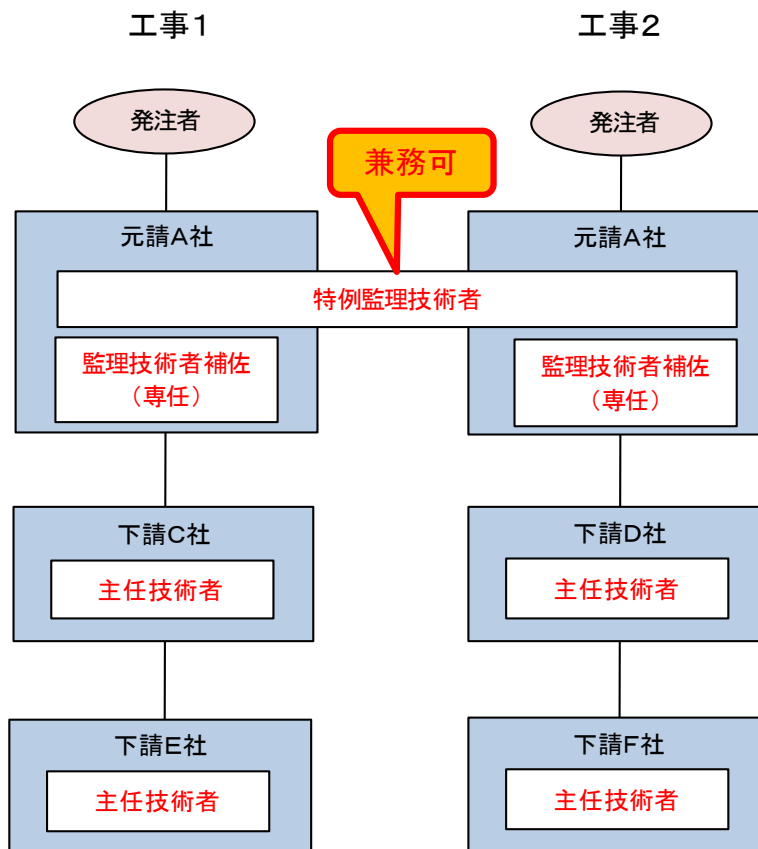 工事1
工事2
発注者
発注者
兼務可
元請A社
元請A社
特例監理技術者
監理技術者補佐
（専任）
監理技術者補佐
（専任）
下請C社
下請D社
主任技術者
主任技術者
下請E社
下請F社
主任技術者
主任技術者